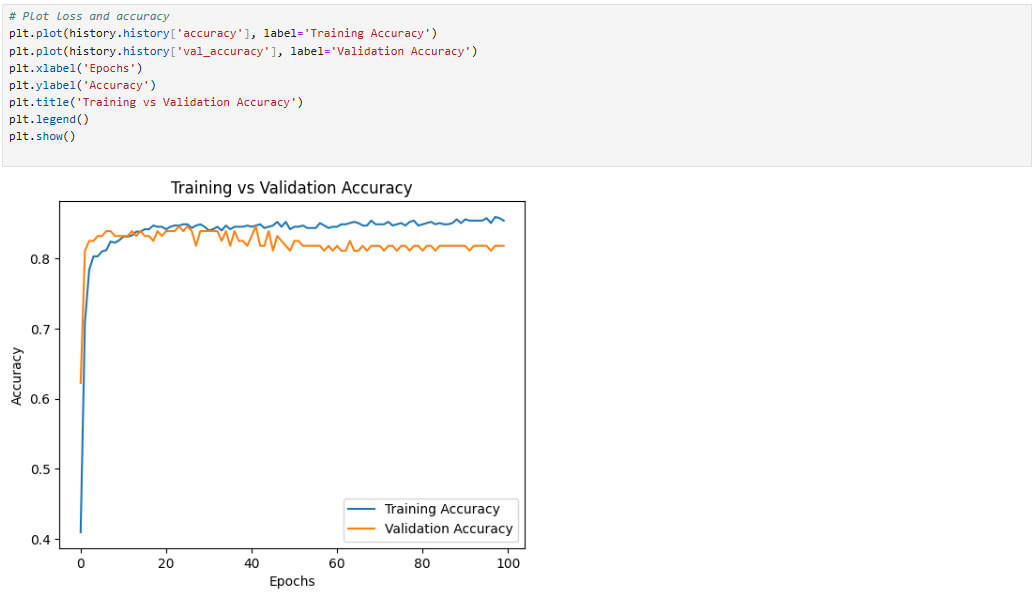 # Plot loss and accuracy
plt.plot(history.history['accuracy'], label='Training Accuracy')
plt.plot(history.history['val_accuracy'], label='Validation Accuracy')
plt.xlabel('Epochs')
plt.ylabel('Accuracy')
plt.title('Training vs Validation Accuracy')
plt.legend()
plt.show()
Training vs Validation Accuracy
Accuracy
0.8
0.7
0.6
0.5
0.4
Training Accuracy
Validation Accuracy
0 20 40 60 80 100
Epochs